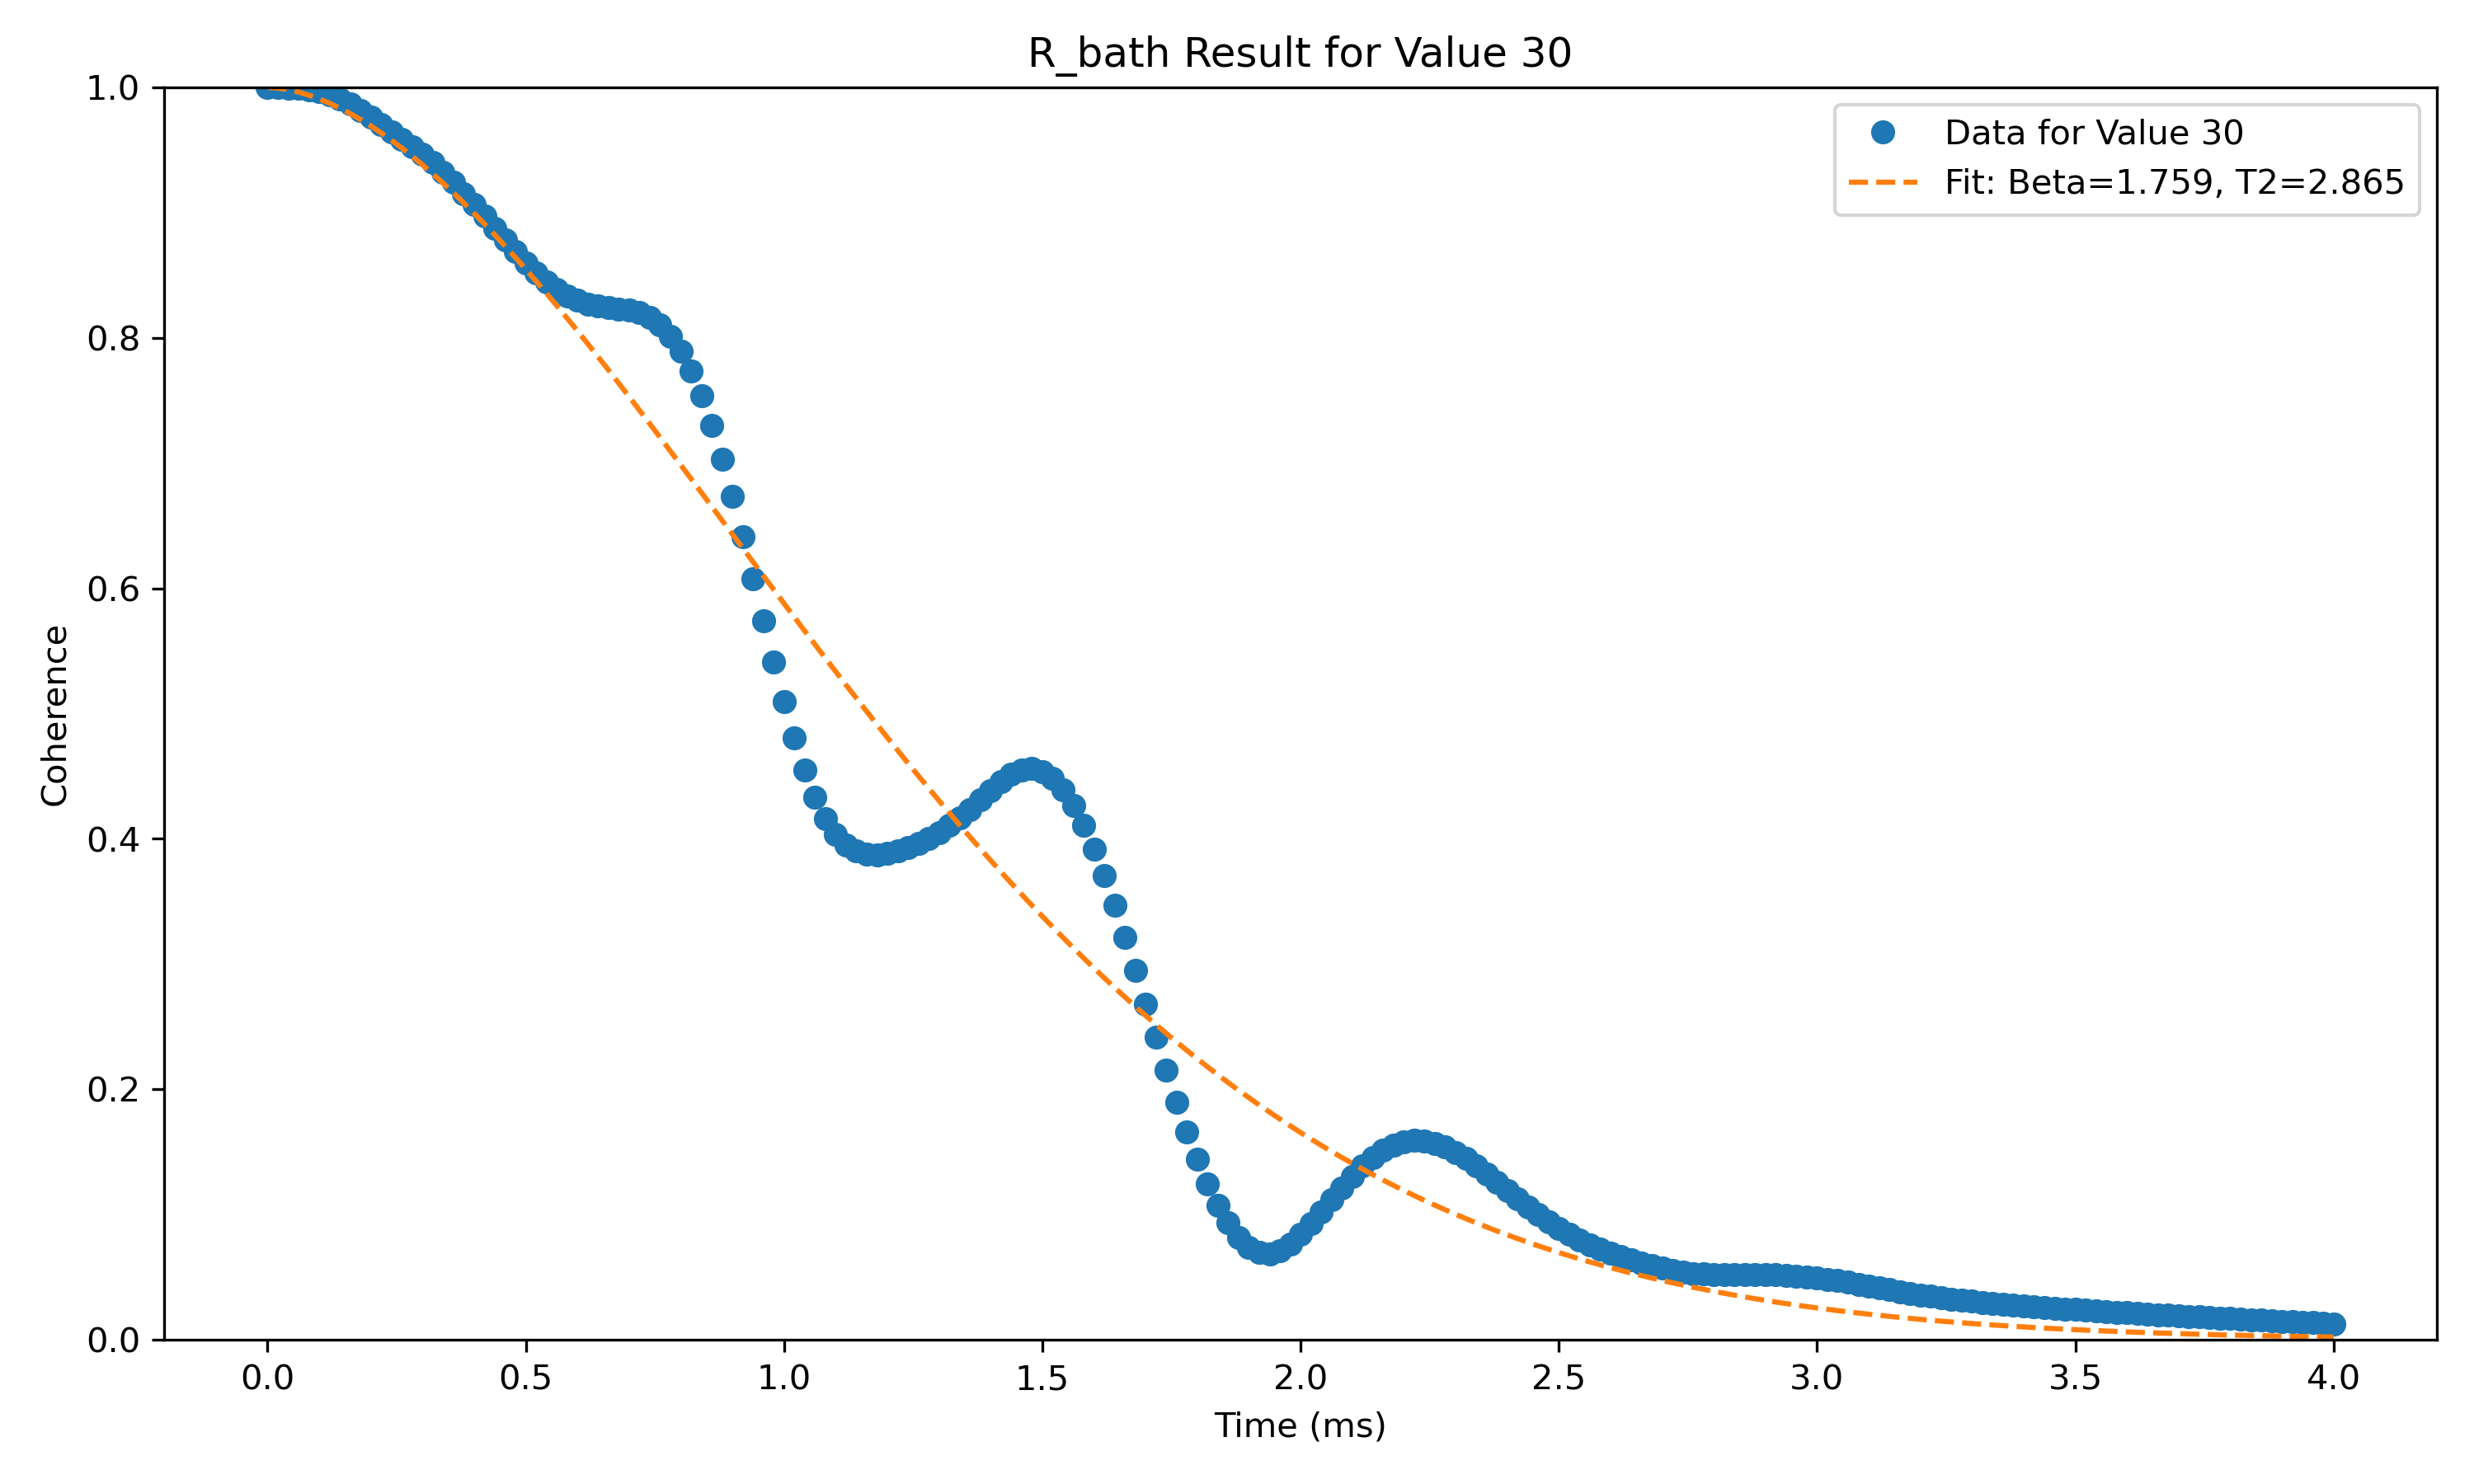 R_bath Result for Value 30
Data for Value 30
Fit: Beta=1.759, T2=2.865
Coherence
1.0
0.8
0.6
0.4
0.2
0.0
0.0 0.5 1.0 1.5 2.0 2.5 3.0 3.5 4.0
Time (ms)